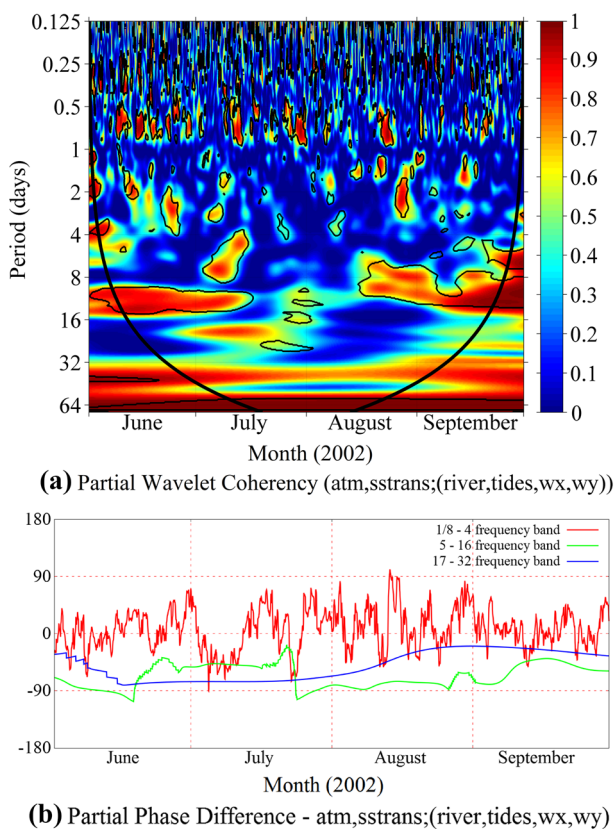 0.125
0.25
0.5
1
2
4
8
16
32
64
Period (days)
June July August September
Month (2002)
1
0.9
0.8
0.7
0.6
0.5
0.4
0.3
0.2
0.1
0
(a) Partial Wavelet Coherency (atm,sstrans;(river,tides,wx,wy))
180
90
0
-90
-180
1/8 - 4 frequency band
5 - 16 frequency band
17 - 32 frequency band
June July August September
Month (2002)
(b) Partial Phase Difference - atm,sstrans;(river,tides,wx,wy)